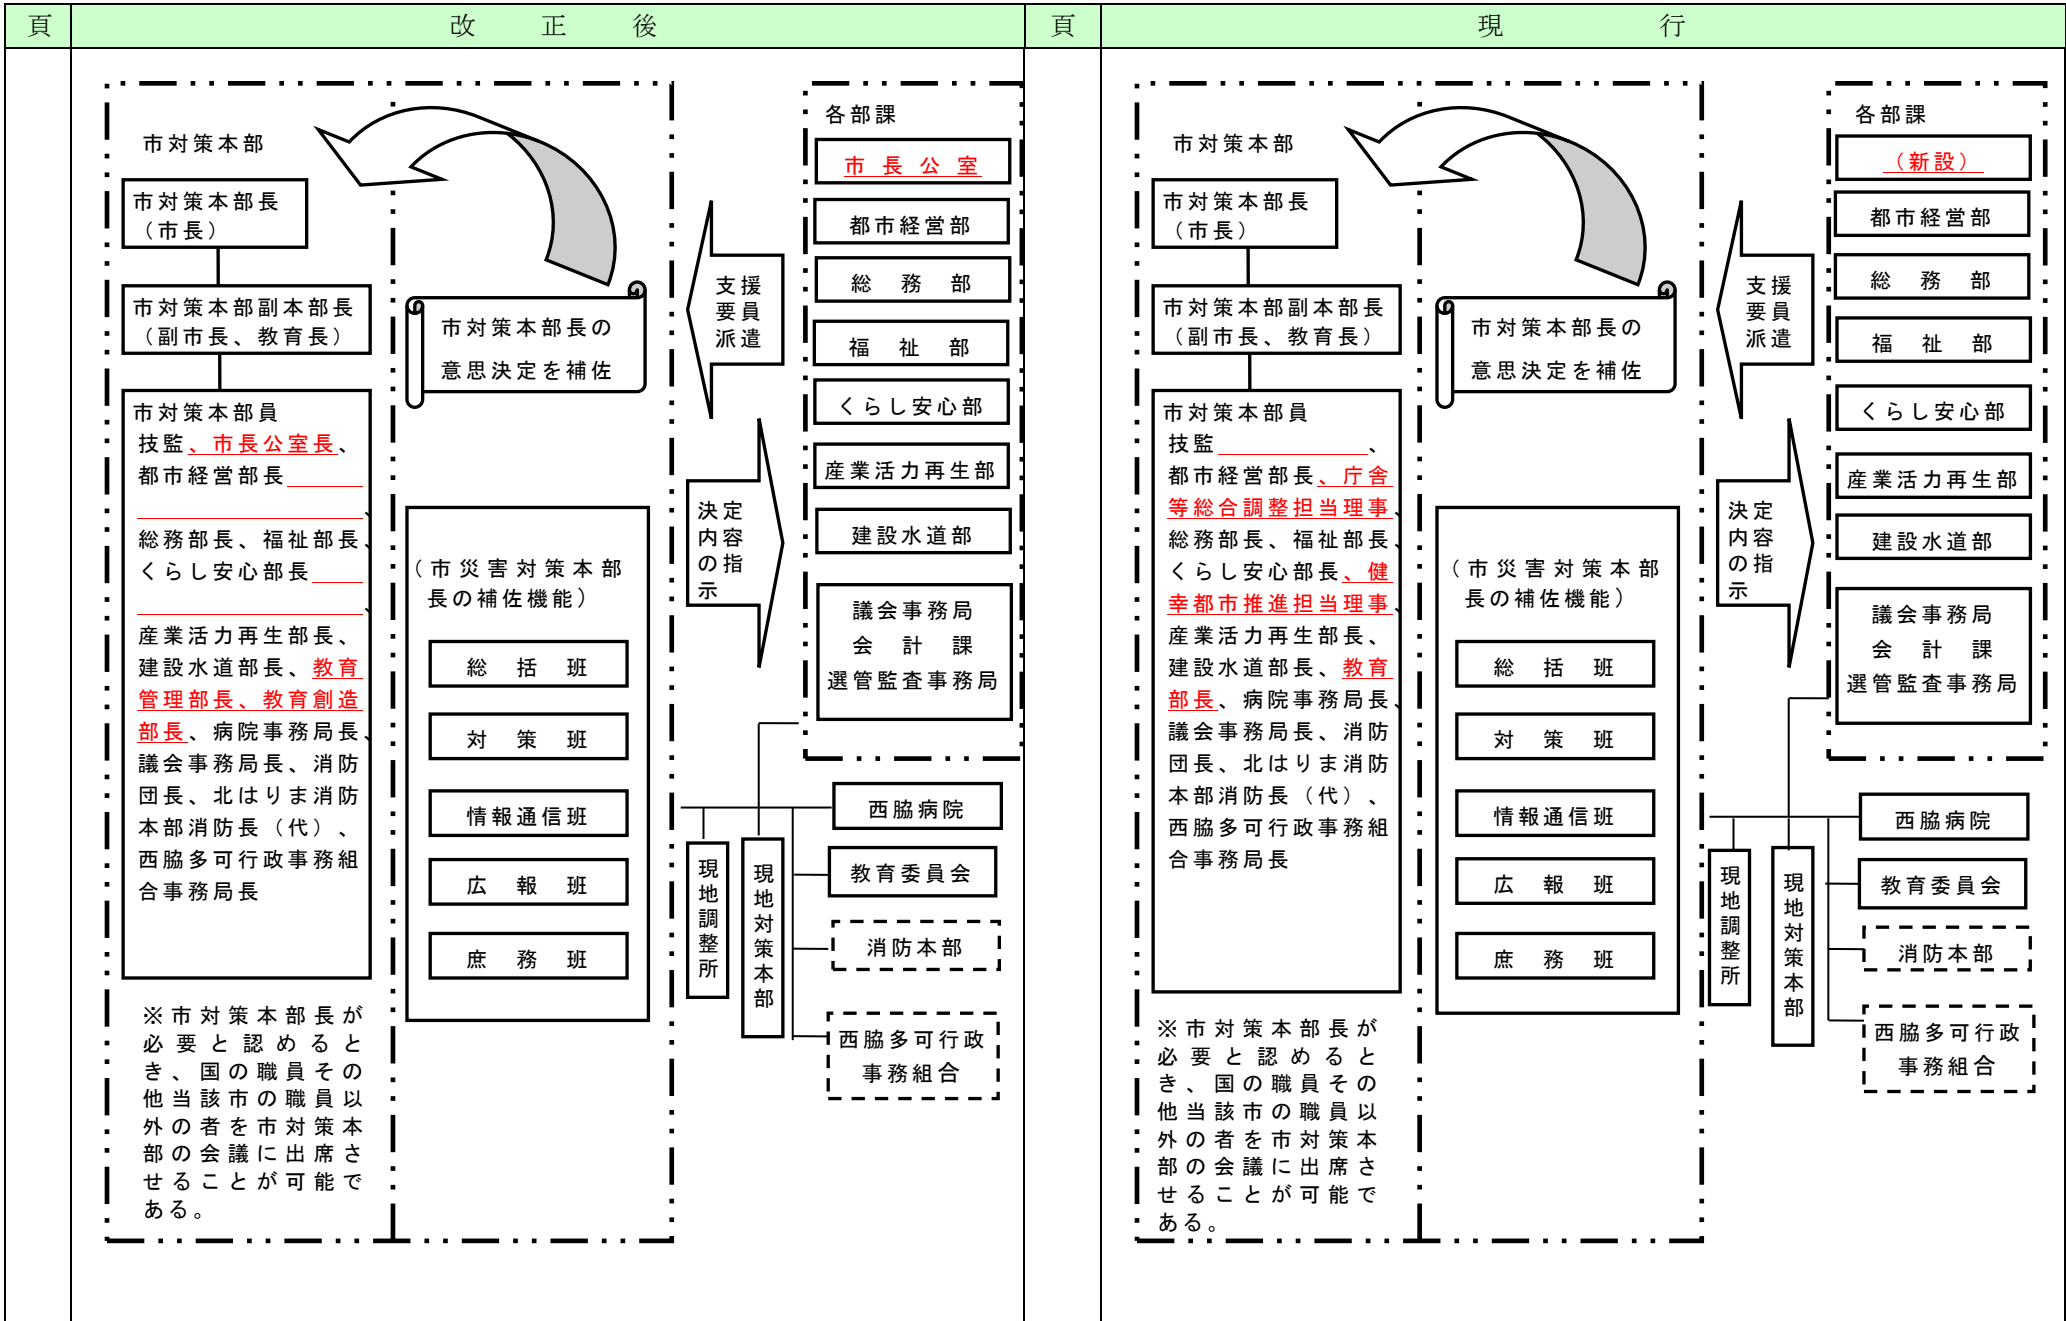 頁
改正後
頁
現行
市対策本部
市対策本部長
（市長）
市対策本部副本部長
（副市長、教育長）
市対策本部員
技監、市長公室長、
都市経営部長
、
総務部長、福祉部長、
くらし安心部長
、
産業活力再生部長、
建設水道部長、教育
管理部長、教育創造
部長、病院事務局長、
議会事務局長、消防
団長、北はりま消防
本部消防長（代）、
西脇多可行政事務組
合事務局長
※市対策本部長が
必要と認めると
き、国の職員その
他当該市の職員以
外の者を市対策本
部の会議に出席さ
せることが可能で
ある。
市対策本部長の
意思決定を補佐
（市災害対策本部
長の補佐機能）
総括班
対策班
情報通信班
広報班
庶務班
支援
要員
派遣
決定
内容
の指
示
各部課
市長公室
都市経営部
総務部
福祉部
くらし安心部
産業活力再生部
建設水道部
議会事務局
会計課
選管監査事務局
現地調整所
現地対策本部
西脇病院
教育委員会
消防本部
西脇多可行政
事務組合
市対策本部
市対策本部長
（市長）
市対策本部副本部長
（副市長、教育長）
市対策本部員
技監、
都市経営部長、庁舎
等総合調整担当理事、
総務部長、福祉部長、
くらし安心部長、健
幸都市推進担当理事、
産業活力再生部長、
建設水道部長、教育
部長、病院事務局長、
議会事務局長、消防
団長、北はりま消防
本部消防長（代）、
西脇多可行政事務組
合事務局長
※市対策本部長が
必要と認めると
き、国の職員その
他当該市の職員以
外の者を市対策本
部の会議に出席さ
せることが可能で
ある。
市対策本部長の
意思決定を補佐
（市災害対策本部
長の補佐機能）
総括班
対策班
情報通信班
広報班
庶務班
支援
要員
派遣
決定
内容
の指
示
各部課
（新設）
都市経営部
総務部
福祉部
くらし安心部
産業活力再生部
建設水道部
議会事務局
会計課
選管監査事務局
現地調整所
現地対策本部
西脇病院
教育委員会
消防本部
西脇多可行政
事務組合